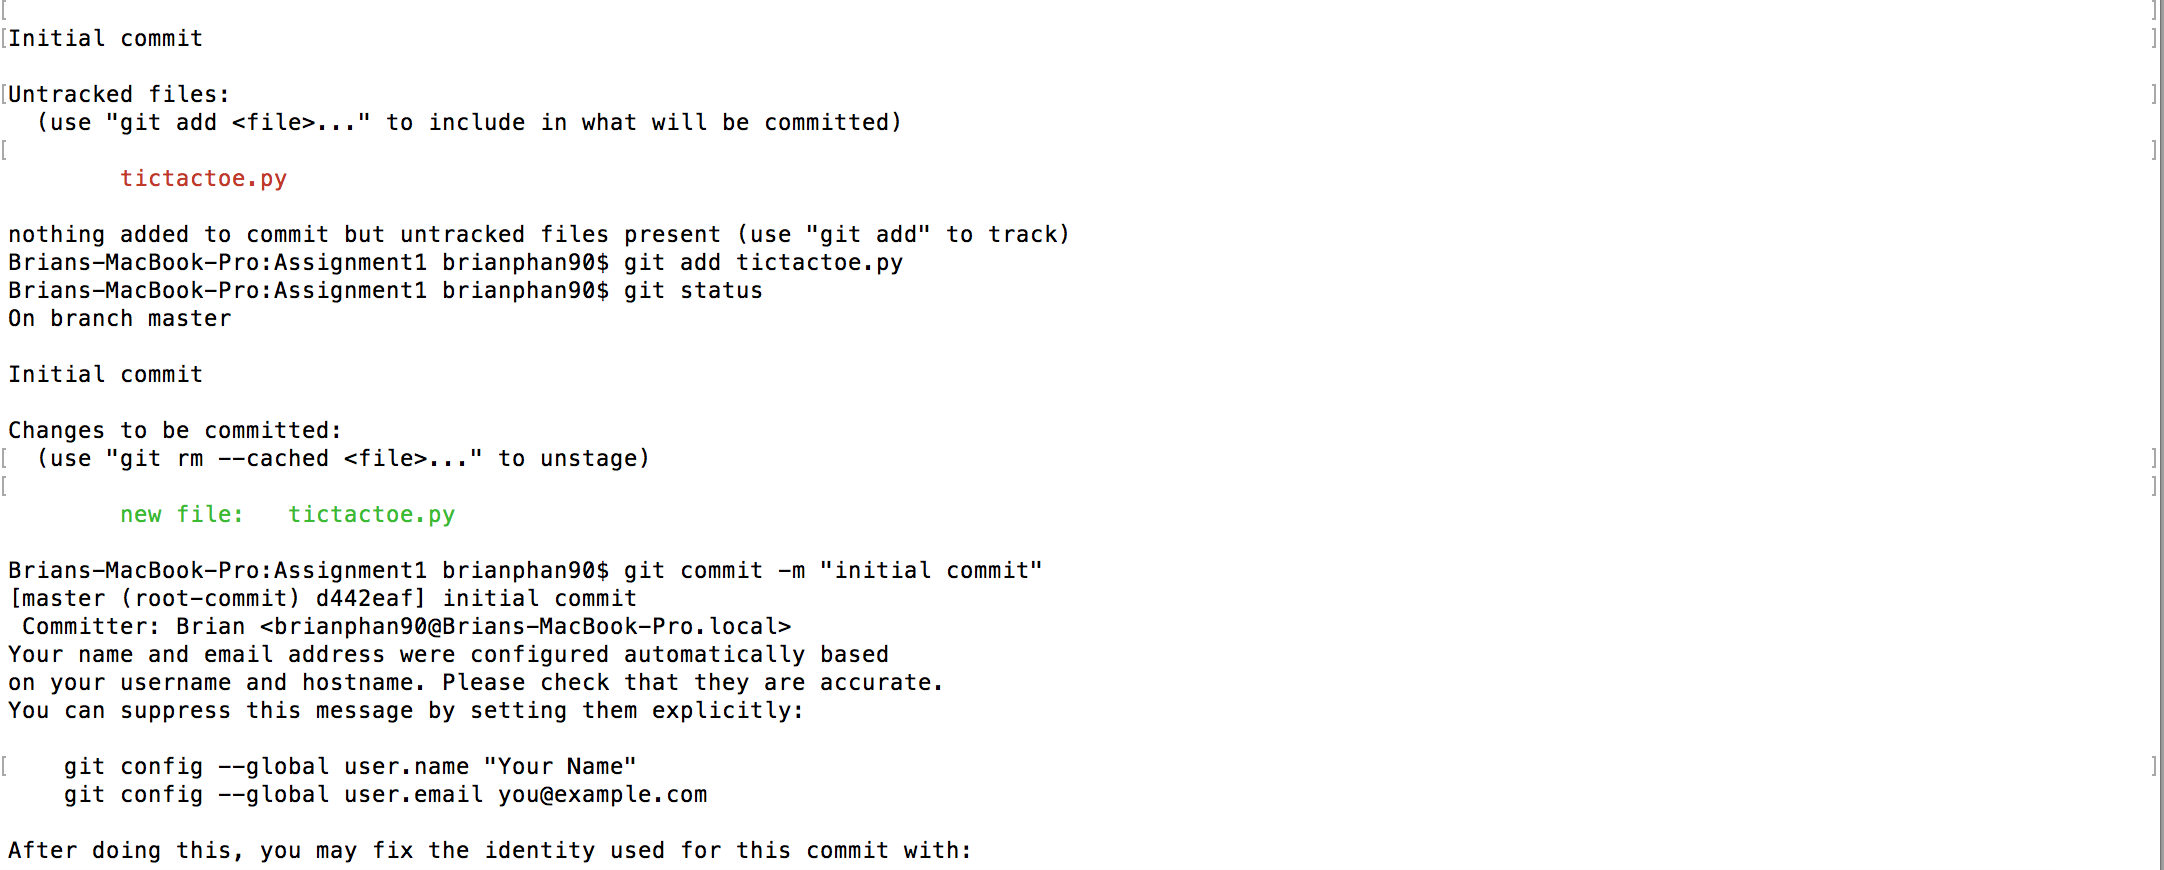 Initial commit
Untracked files:
(use "git add <file>..." to include in what will be committed)
tictactoe.py
nothing added to commit but untracked files present (use "git add" to track)
Brians-MacBook-Pro:Assignment1 brianphan90$ git add tictactoe.py
Brians-MacBook-Pro:Assignment1 brianphan90$ git status
On branch master
Initial commit
Changes to be committed:
(use "git rm --cached <file>..." to unstage)
new file:   tictactoe.py
Brians-MacBook-Pro:Assignment1 brianphan90$ git commit -m "initial commit"
[master (root-commit) d442eaf] initial commit
Committer: Brian <brianphan90@Brians-MacBook-Pro.local>
Your name and email address were configured automatically based
on your username and hostname. Please check that they are accurate.
You can suppress this message by setting them explicitly:
git config --global user.name "Your Name"
git config --global user.email you@example.com
After doing this, you may fix the identity used for this commit with: